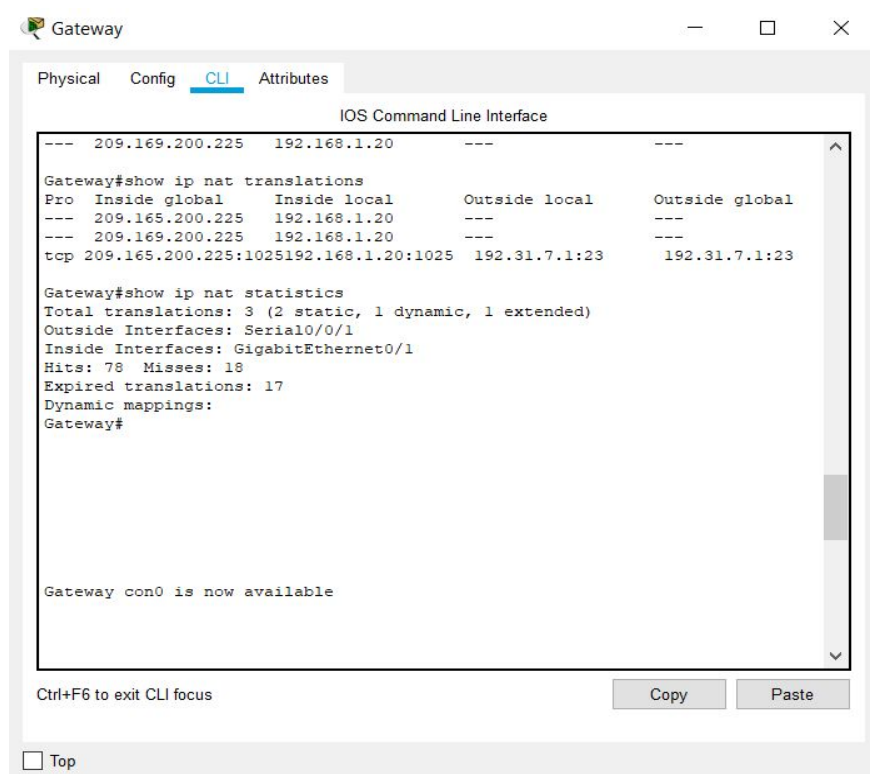 Gateway
Physical Config CLI Attributes
IOS Command Line Interface
--- 209.169.200.225 192.168.1.20 --- ---
Gateway#show ip nat translations
Pro Inside global Inside local Outside local Outside global
--- 209.165.200.225 192.168.1.20 --- ---
--- 209.169.200.225 192.168.1.20 --- ---
tcp 209.165.200.225:1025192.168.1.20:1025 192.31.7.1:23 192.31.7.1:23
Gateway#show ip nat statistics
Total translations: 3 (2 static, 1 dynamic, 1 extended)
Outside Interfaces: Serial0/0/1
Inside Interfaces: GigabitEthernet0/1
Hits: 78 Misses: 18
Expired translations: 17
Dynamic mappings:
Gateway#
Gateway con0 is now available
Ctrl+F6 to exit CLI focus Copy Paste
Top